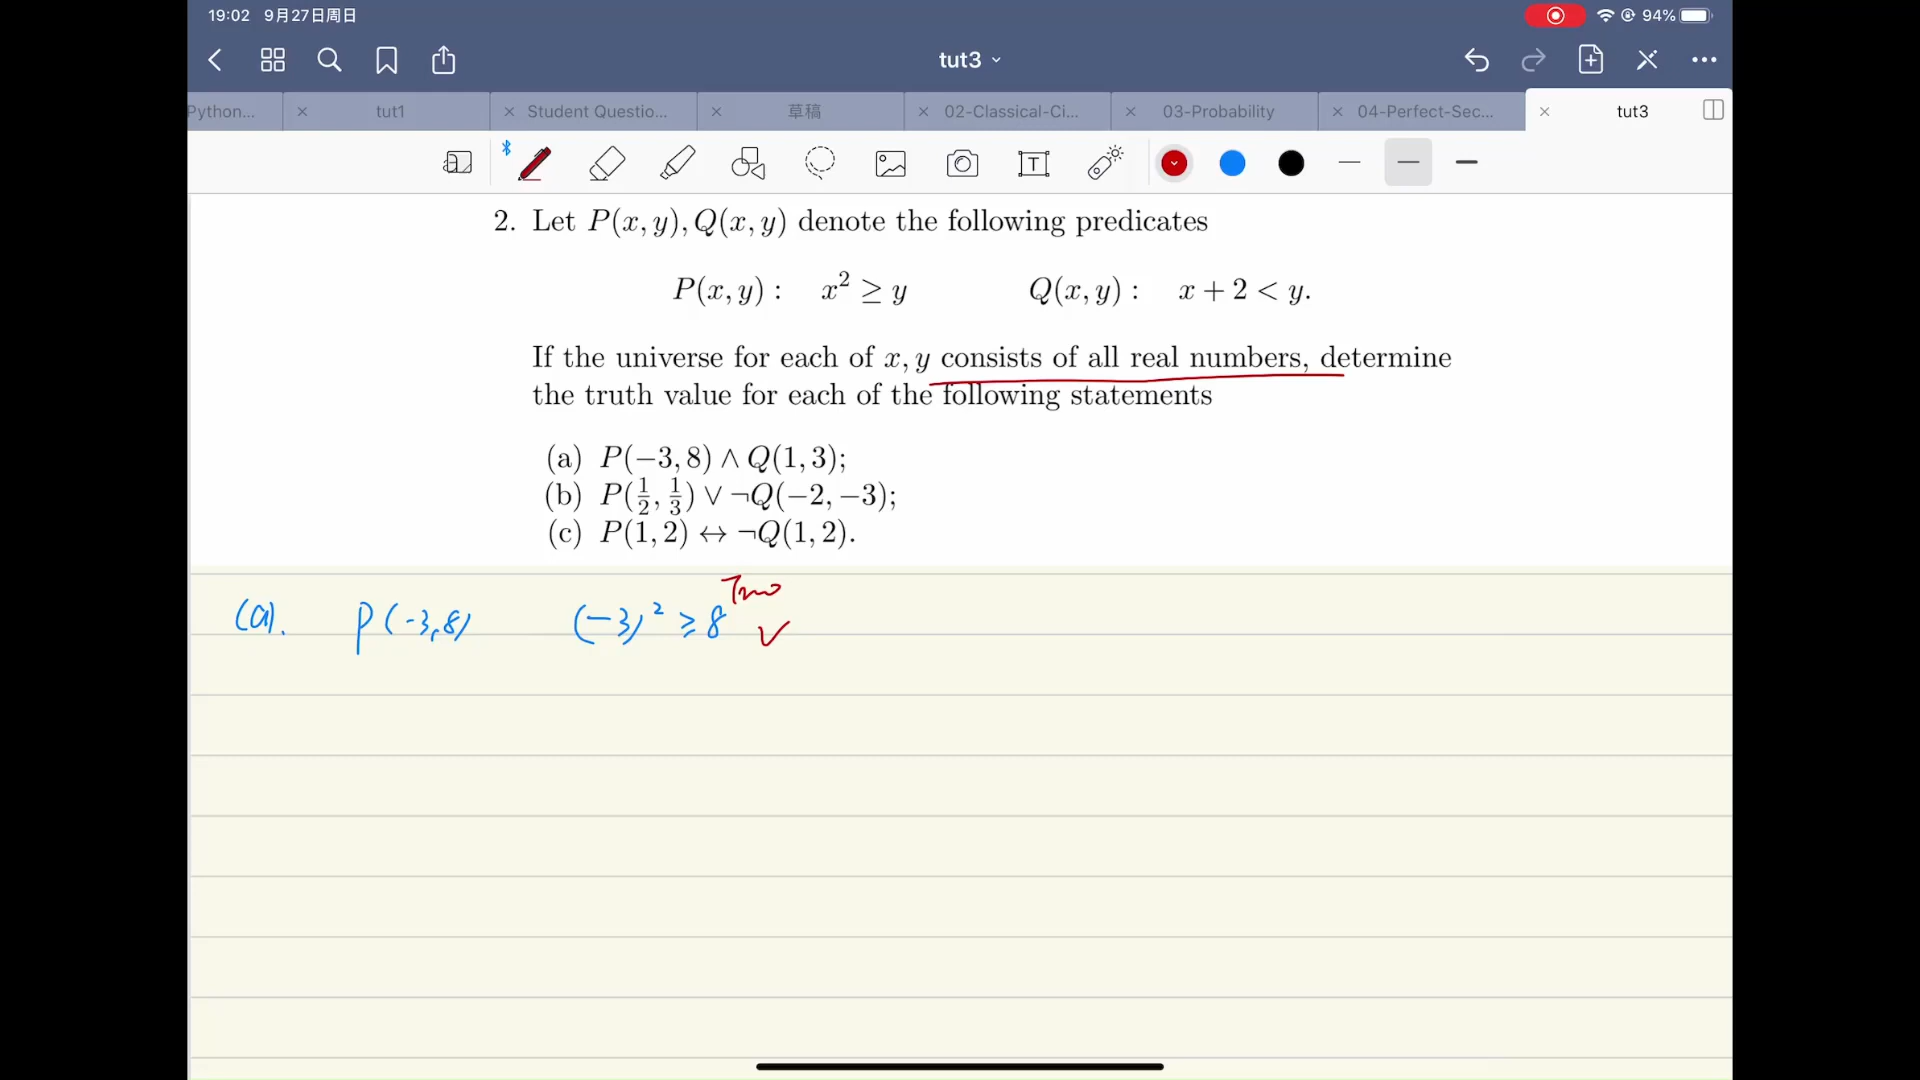 19:02 9月27日周日
94%
tut3
Python... tut1 Student Questio... 草稿 02-Classical-Ci... 03-Probability 04-Perfect-Sec... tut3
2. Let P(x, y), Q(x, y) denote the following predicates
P(x, y) : x² ≥ y Q(x, y) : x + 2 < y.
If the universe for each of x, y consists of all real numbers, determine
the truth value for each of the following statements
(a) P(−3, 8) ∧ Q(1, 3);
(b) P(1/2, 1/3) ∨ ¬Q(−2, −3);
(c) P(1, 2) ↔ ¬Q(1, 2).
True
(a). P(-3,8) (-3)² ≥ 8 ✓